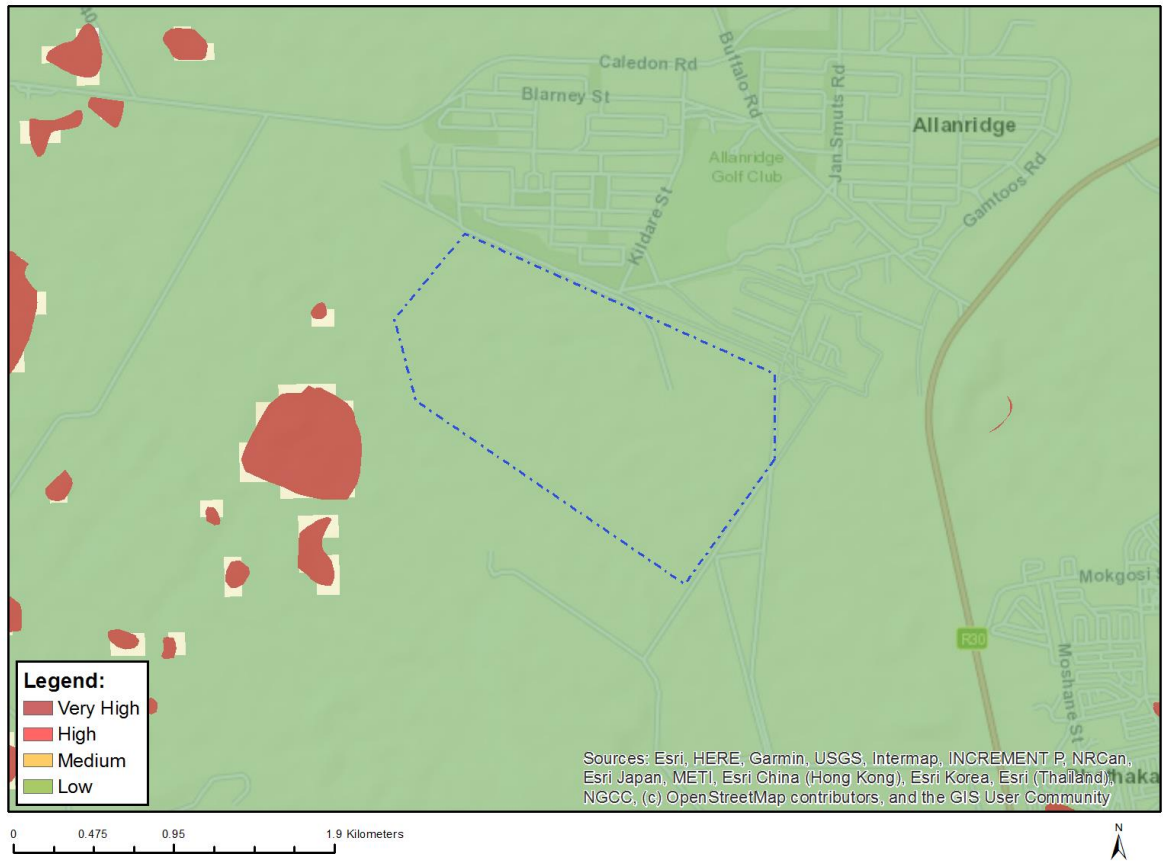 40
Caledon Rd
Buffalo Rd
Blarney St
Jan Smuts Rd
Allanridge
Allanridge
Golf Club
Gamtoos Rd
Kildare St
Mokgosi S
R30
Moshane St
Legend:
Very High
High
Medium
Low
Sources: Esri, HERE, Garmin, USGS, Intermap, INCREMENT P, NRCan,
Esri Japan, METI, Esri China (Hong Kong), Esri Korea, Esri (Thailand),
NGCC, (c) OpenStreetMap contributors, and the GIS User Community
0 0.475 0.95 1.9 Kilometers
N